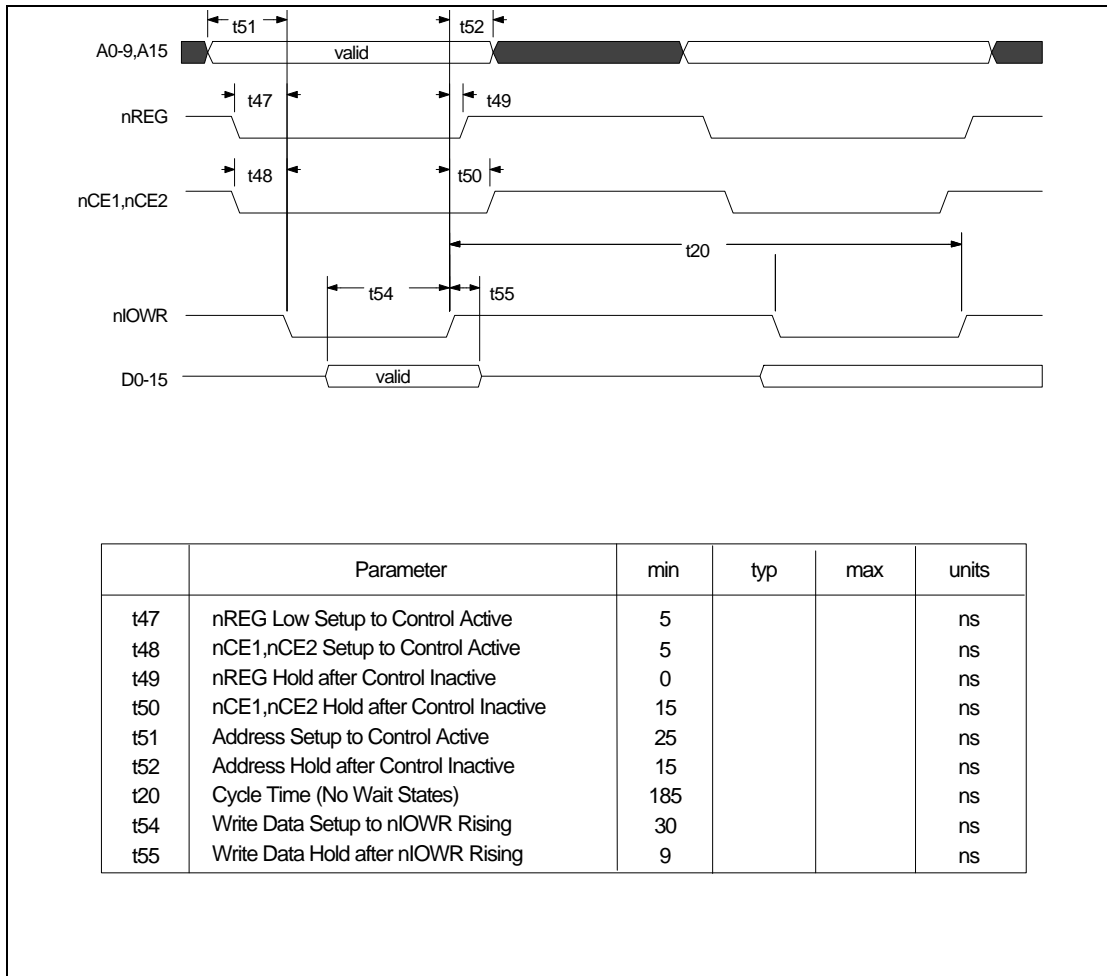 t51
t52
A0-9,A15
valid
t47
t49
nREG
t48
t50
nCE1,nCE2
t20
t54
t55
nIOWR
D0-15
valid
Parameter min typ max units
t47 nREG Low Setup to Control Active 5 ns
t48 nCE1,nCE2 Setup to Control Active 5 ns
t49 nREG Hold after Control Inactive 0 ns
t50 nCE1,nCE2 Hold after Control Inactive 15 ns
t51 Address Setup to Control Active 25 ns
t52 Address Hold after Control Inactive 15 ns
t20 Cycle Time (No Wait States) 185 ns
t54 Write Data Setup to nIOWR Rising 30 ns
t55 Write Data Hold after nIOWR Rising 9 ns